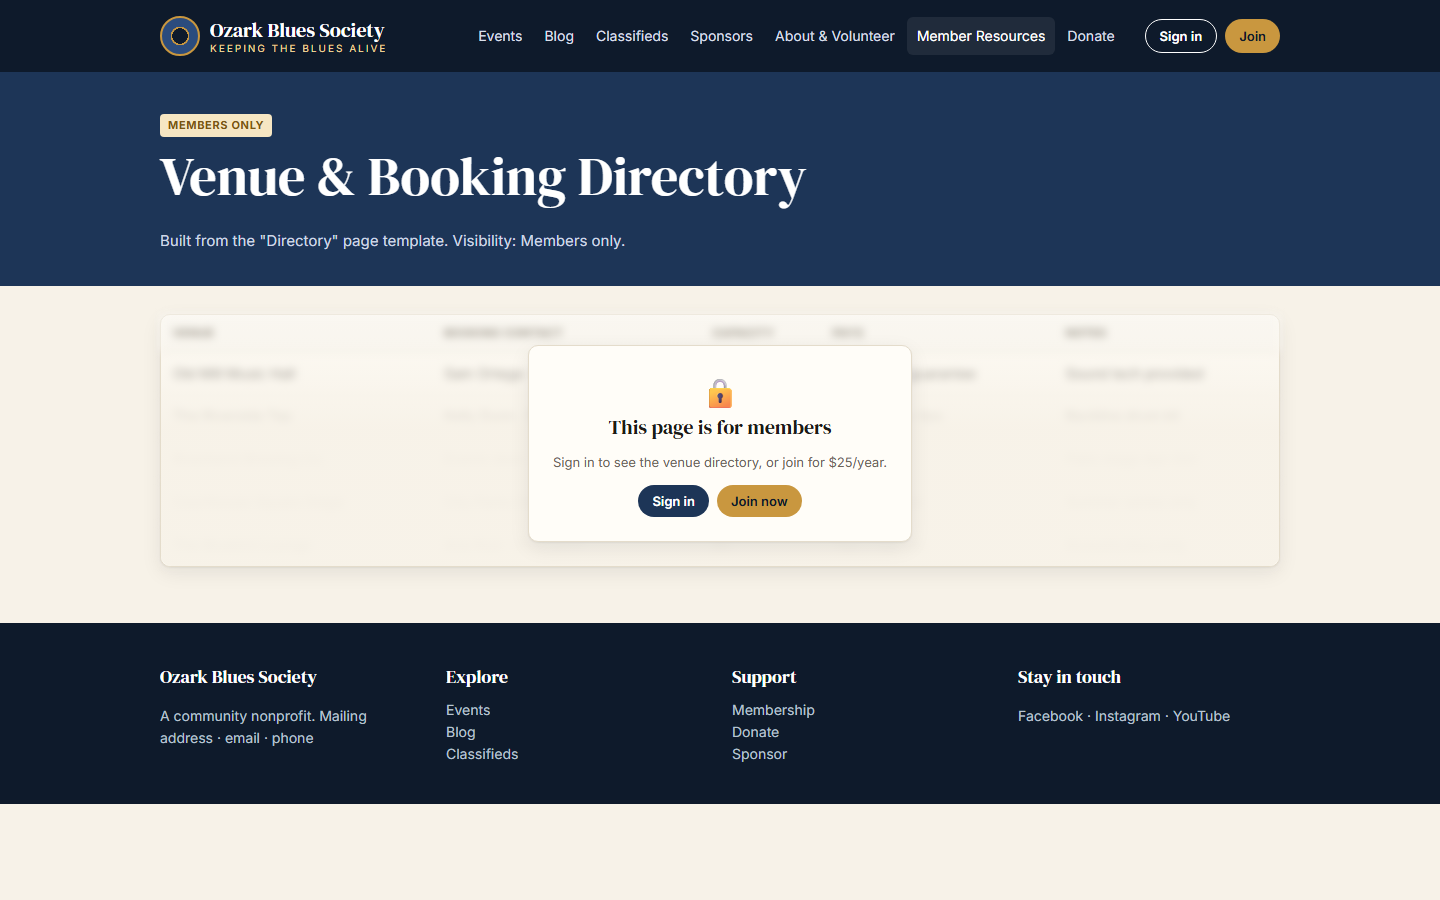 Ozark Blues Society
KEEPING THE BLUES ALIVE
Events Blog Classifieds Sponsors About & Volunteer Member Resources Donate Sign in Join
MEMBERS ONLY
Venue & Booking Directory
Built from the "Directory" page template. Visibility: Members only.
This page is for members
Sign in to see the venue directory, or join for $25/year.
Sign in Join now
Ozark Blues Society
A community nonprofit. Mailing
address · email · phone
Explore
Events
Blog
Classifieds
Support
Membership
Donate
Sponsor
Stay in touch
Facebook · Instagram · YouTube